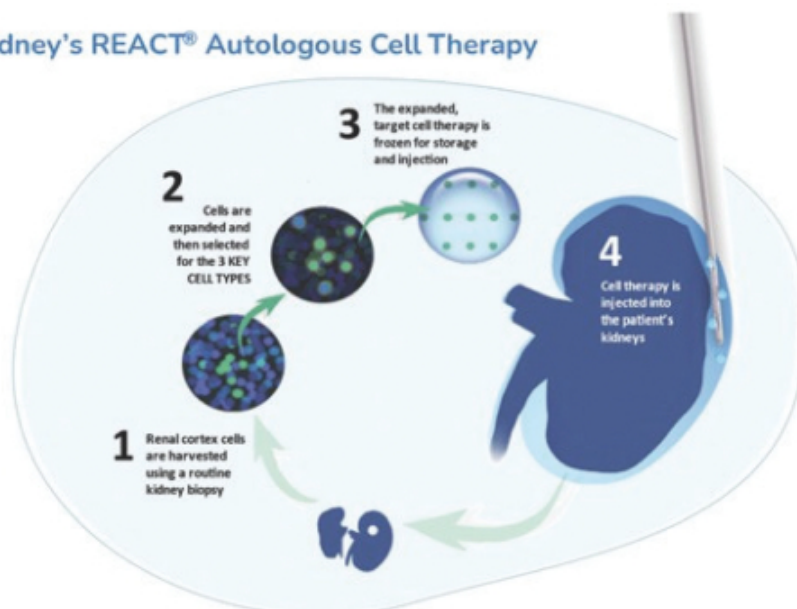 dney's REACT® Autologous Cell Therapy
3
The expanded,
target cell therapy is
frozen for storage
and injection
2
Cells are
expanded and
then selected
for the 3 KEY
CELL TYPES
4
Cell therapy is
injected into
the patient's
kidneys
1
Renal cortex cells
are harvested
using a routine
kidney biopsy